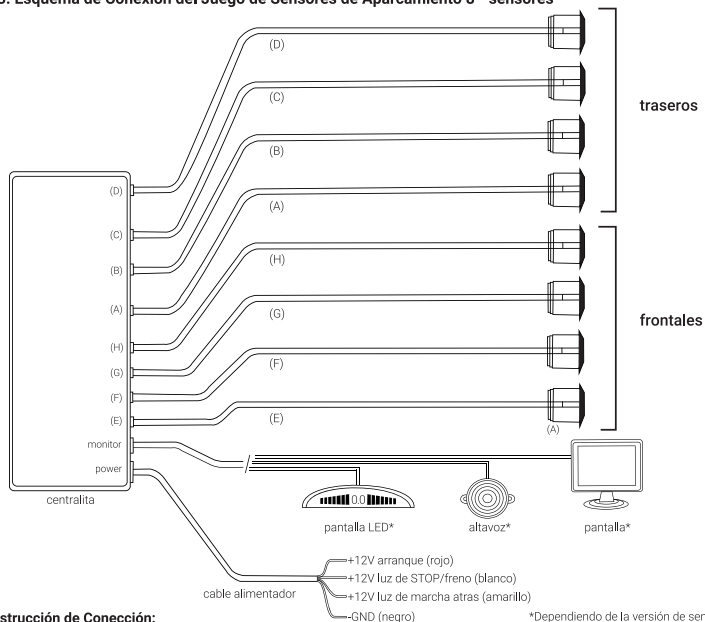 Esquema de Conexión del Juego de Sensores de Aparcamiento 8 - sensores
(D)
(C)
traseros
(B)
(D)
(A)
(C)
(H)
(B)
(G)
(A)
frontales
(H)
(F)
(G)
(F)
(E)
(E)
(A)
monitor
power
0.0
centralita
pantalla LED*
altavoz*
pantalla*
+12V arranque (rojo)
+12V luz de STOP/freno (blanco)
cable alimentador
+12V luz de marcha atras (amarillo)
-GND (negro)
strucción de Conección:
*Dependiendo de la versión de ser